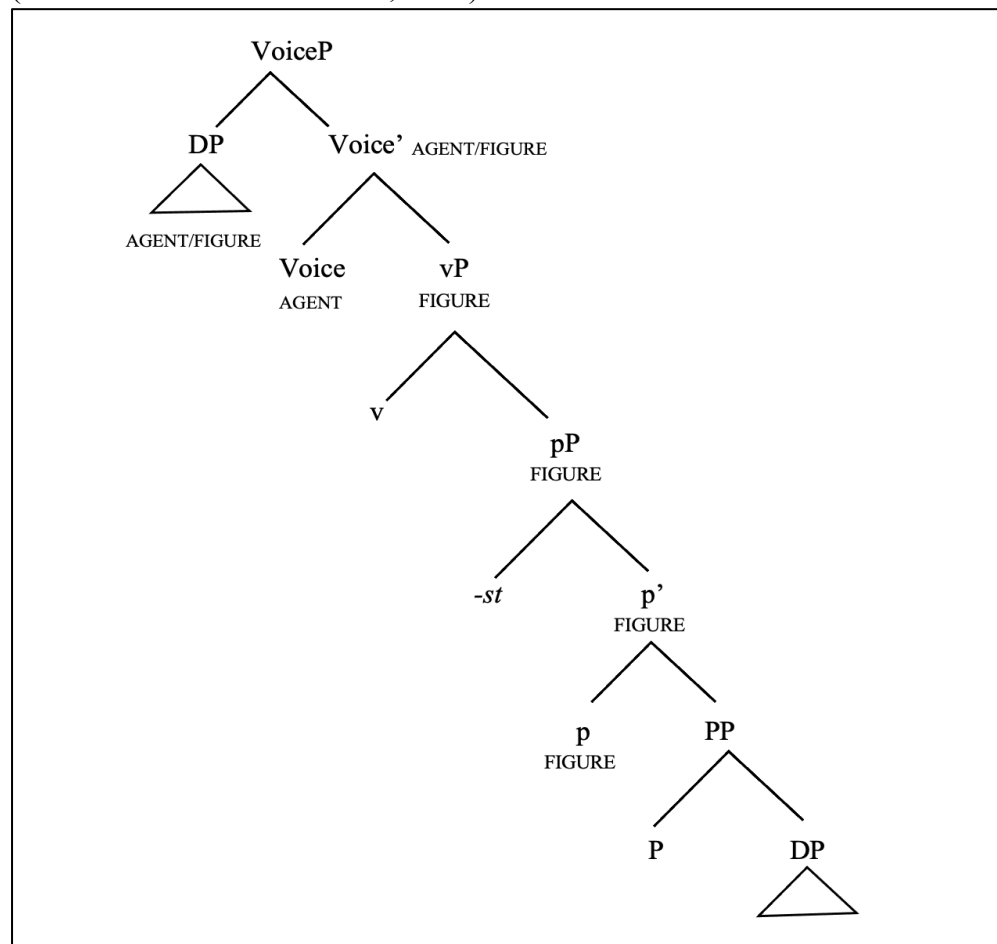 VoiceP
DP Voice’ AGENT/FIGURE
AGENT/FIGURE
Voice vP
AGENT FIGURE
v
pP
FIGURE
-st p’
FIGURE
p PP
FIGURE
P DP